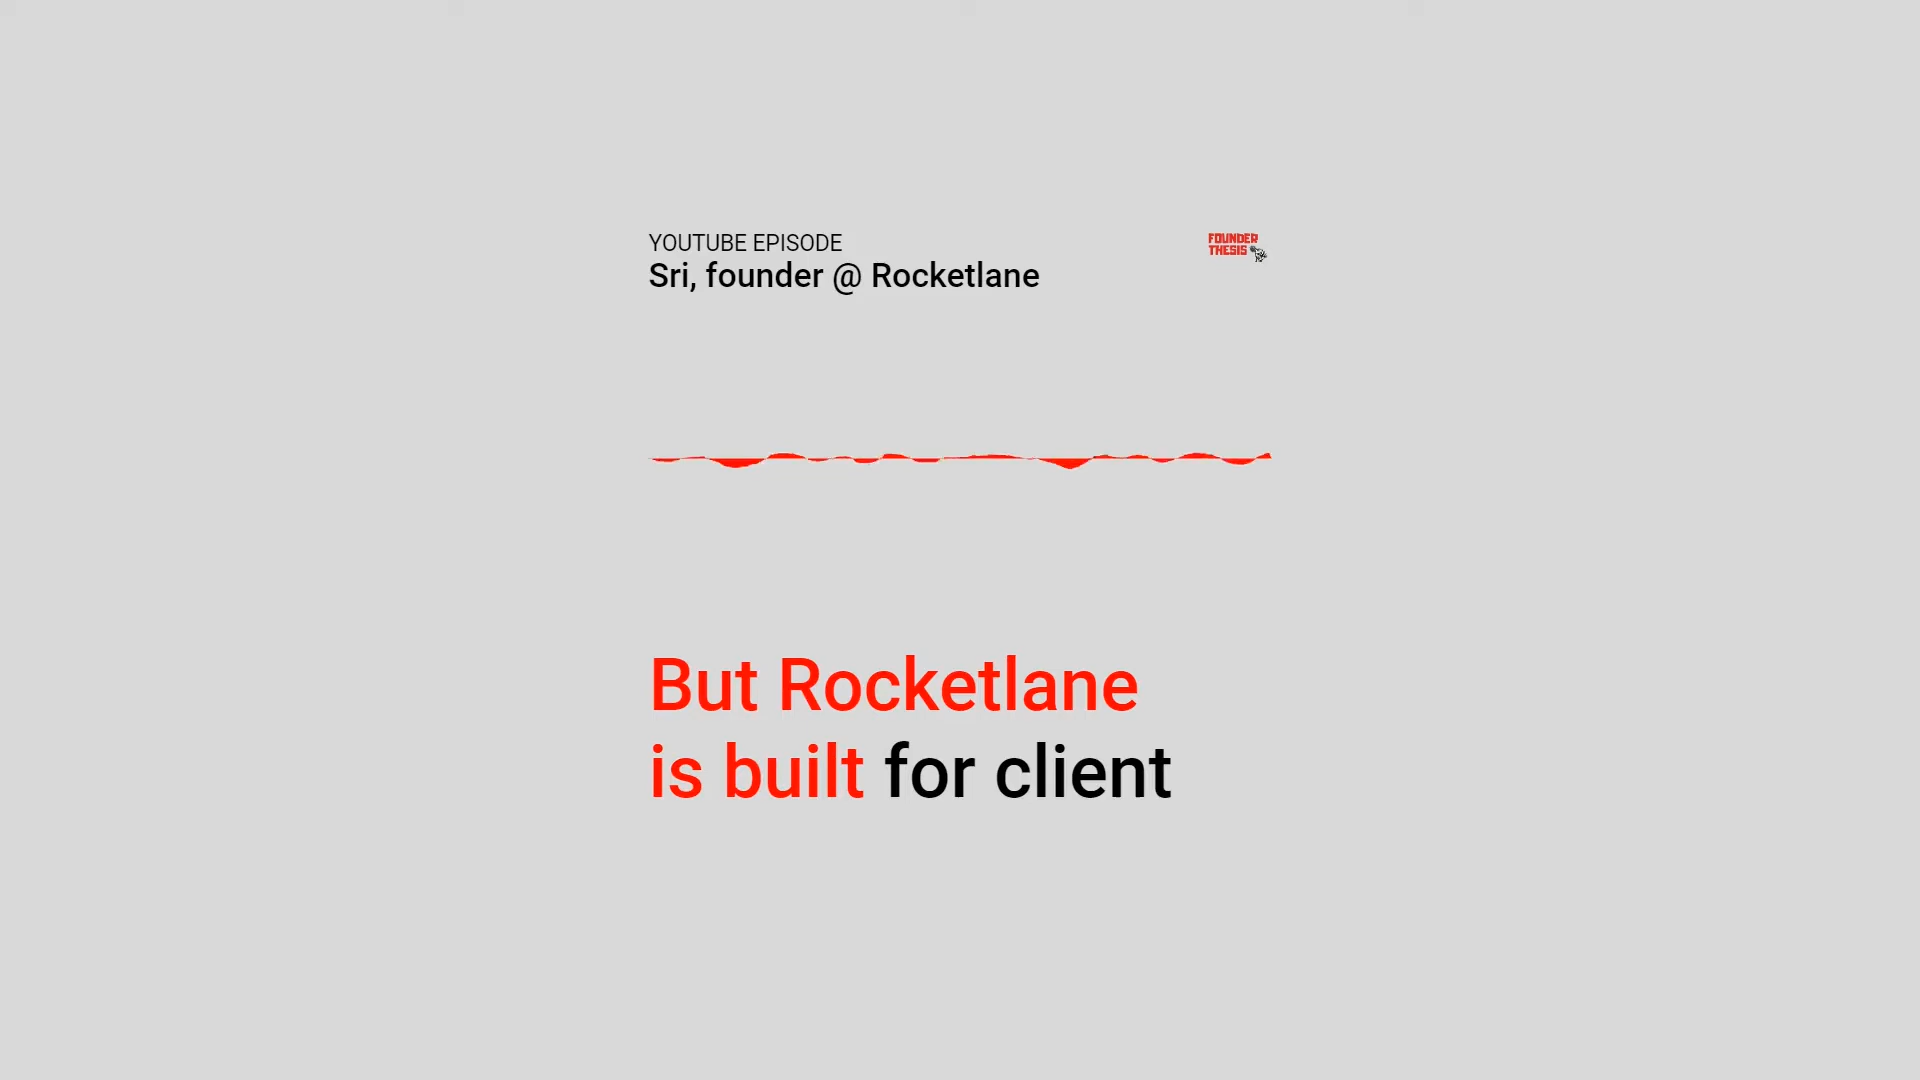 YOUTUBE EPISODE
Sri, founder @ Rocketlane
FOUNDER
THESIS
But Rocketlane
is built for client